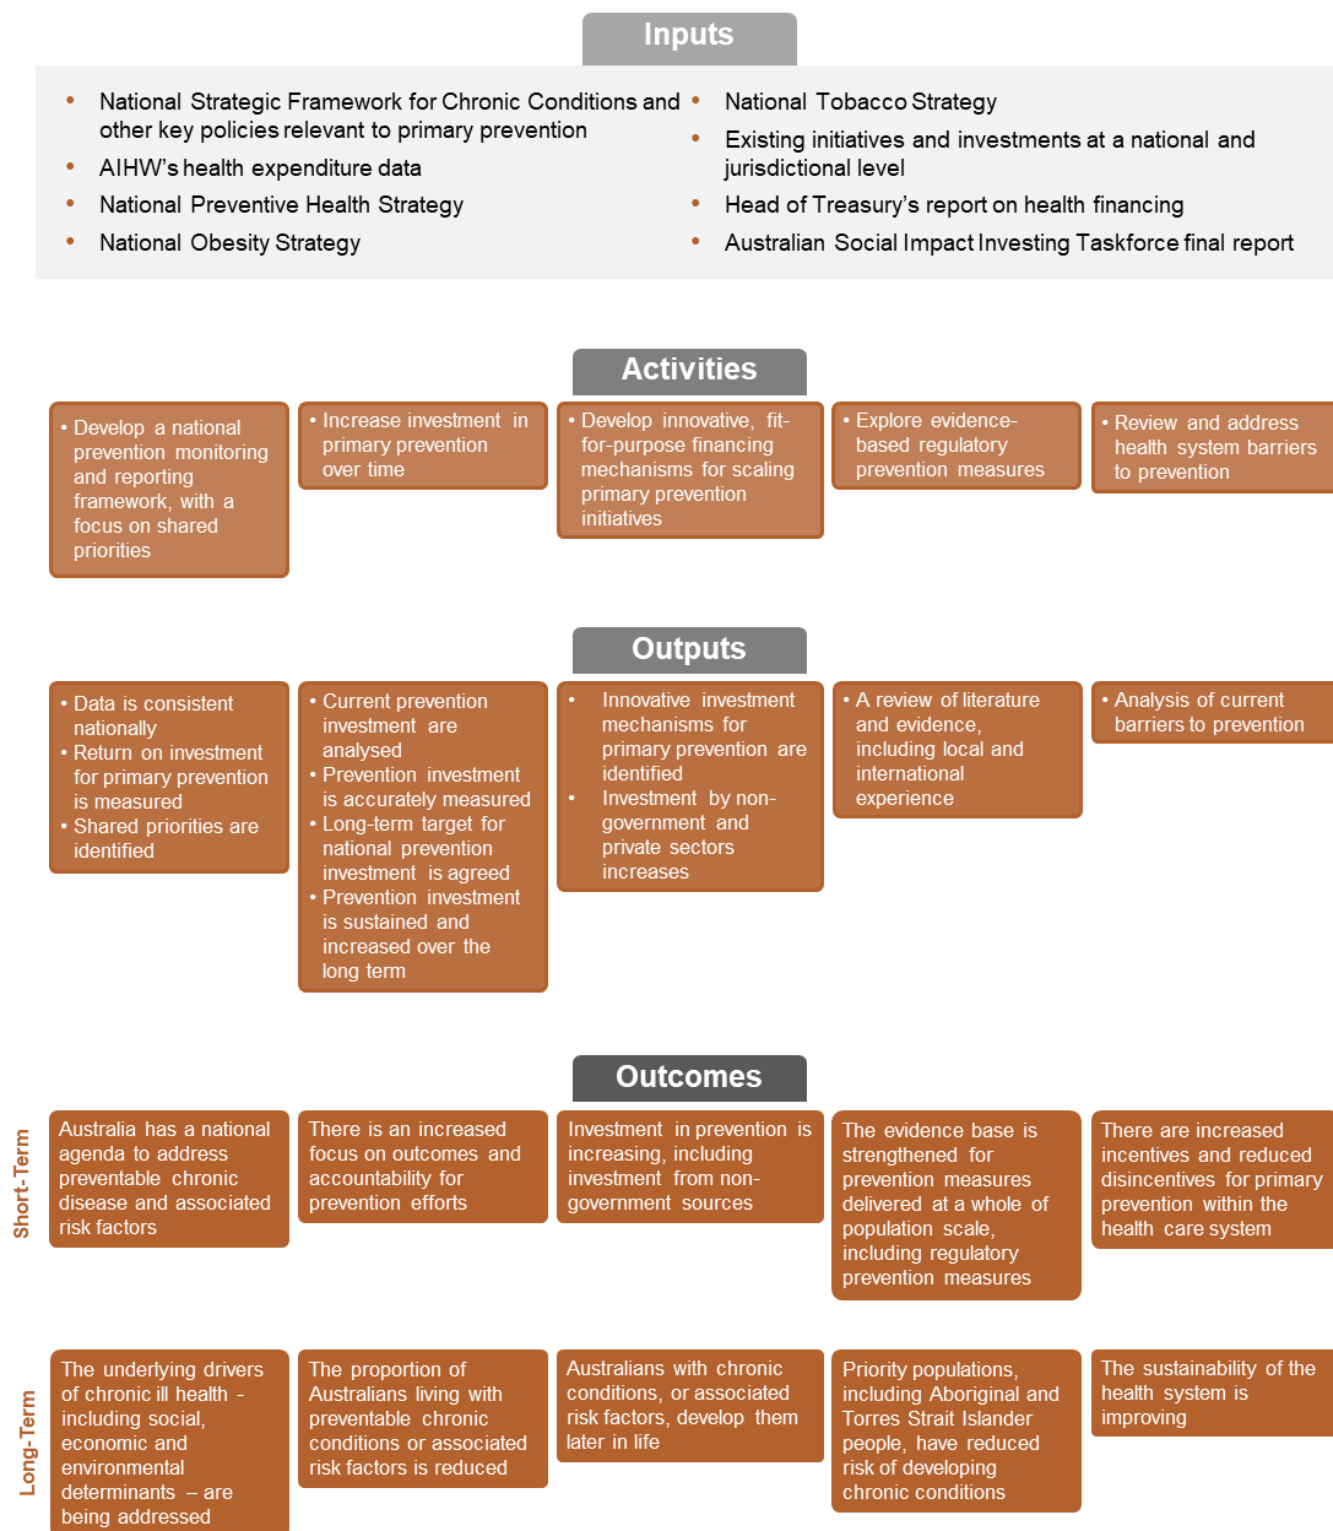 Inputs
• National Strategic Framework for Chronic Conditions and
other key policies relevant to primary prevention
• AIHW's health expenditure data
• National Preventive Health Strategy
• National Obesity Strategy
• National Tobacco Strategy
• Existing initiatives and investments at a national and
jurisdictional level
• Head of Treasury's report on health financing
• Australian Social Impact Investing Taskforce final report
Activities
• Develop a national
prevention monitoring
and reporting
framework, with a
focus on shared
priorities
• Increase investment in
primary prevention
over time
• Develop innovative, fit-
for-purpose financing
mechanisms for scaling
primary prevention
initiatives
• Explore evidence-
based regulatory
prevention measures
• Review and address
health system barriers
to prevention
Outputs
• Data is consistent
nationally
• Return on investment
for primary prevention
is measured
• Shared priorities are
identified
• Current prevention
investment are
analysed
• Prevention investment
is accurately measured
• Long-term target for
national prevention
investment is agreed
• Prevention investment
is sustained and
increased over the
long term
• Innovative investment
mechanisms for
primary prevention are
identified
• Investment by non-
government and
private sectors
increases
• A review of literature
and evidence,
including local and
international
experience
• Analysis of current
barriers to prevention
Outcomes
Short-Term
Australia has a national
agenda to address
preventable chronic
disease and associated
risk factors
There is an increased
focus on outcomes and
accountability for
prevention efforts
Investment in prevention is
increasing, including
investment from non-
government sources
The evidence base is
strengthened for
prevention measures
delivered at a whole of
population scale,
including regulatory
prevention measures
There are increased
incentives and reduced
disincentives for primary
prevention within the
health care system
Long-Term
The underlying drivers
of chronic ill health -
including social,
economic and
environmental
determinants – are
being addressed
The proportion of
Australians living with
preventable chronic
conditions or associated
risk factors is reduced
Australians with chronic
conditions, or associated
risk factors, develop them
later in life
Priority populations,
including Aboriginal and
Torres Strait Islander
people, have reduced
risk of developing
chronic conditions
The sustainability of the
health system is
improving